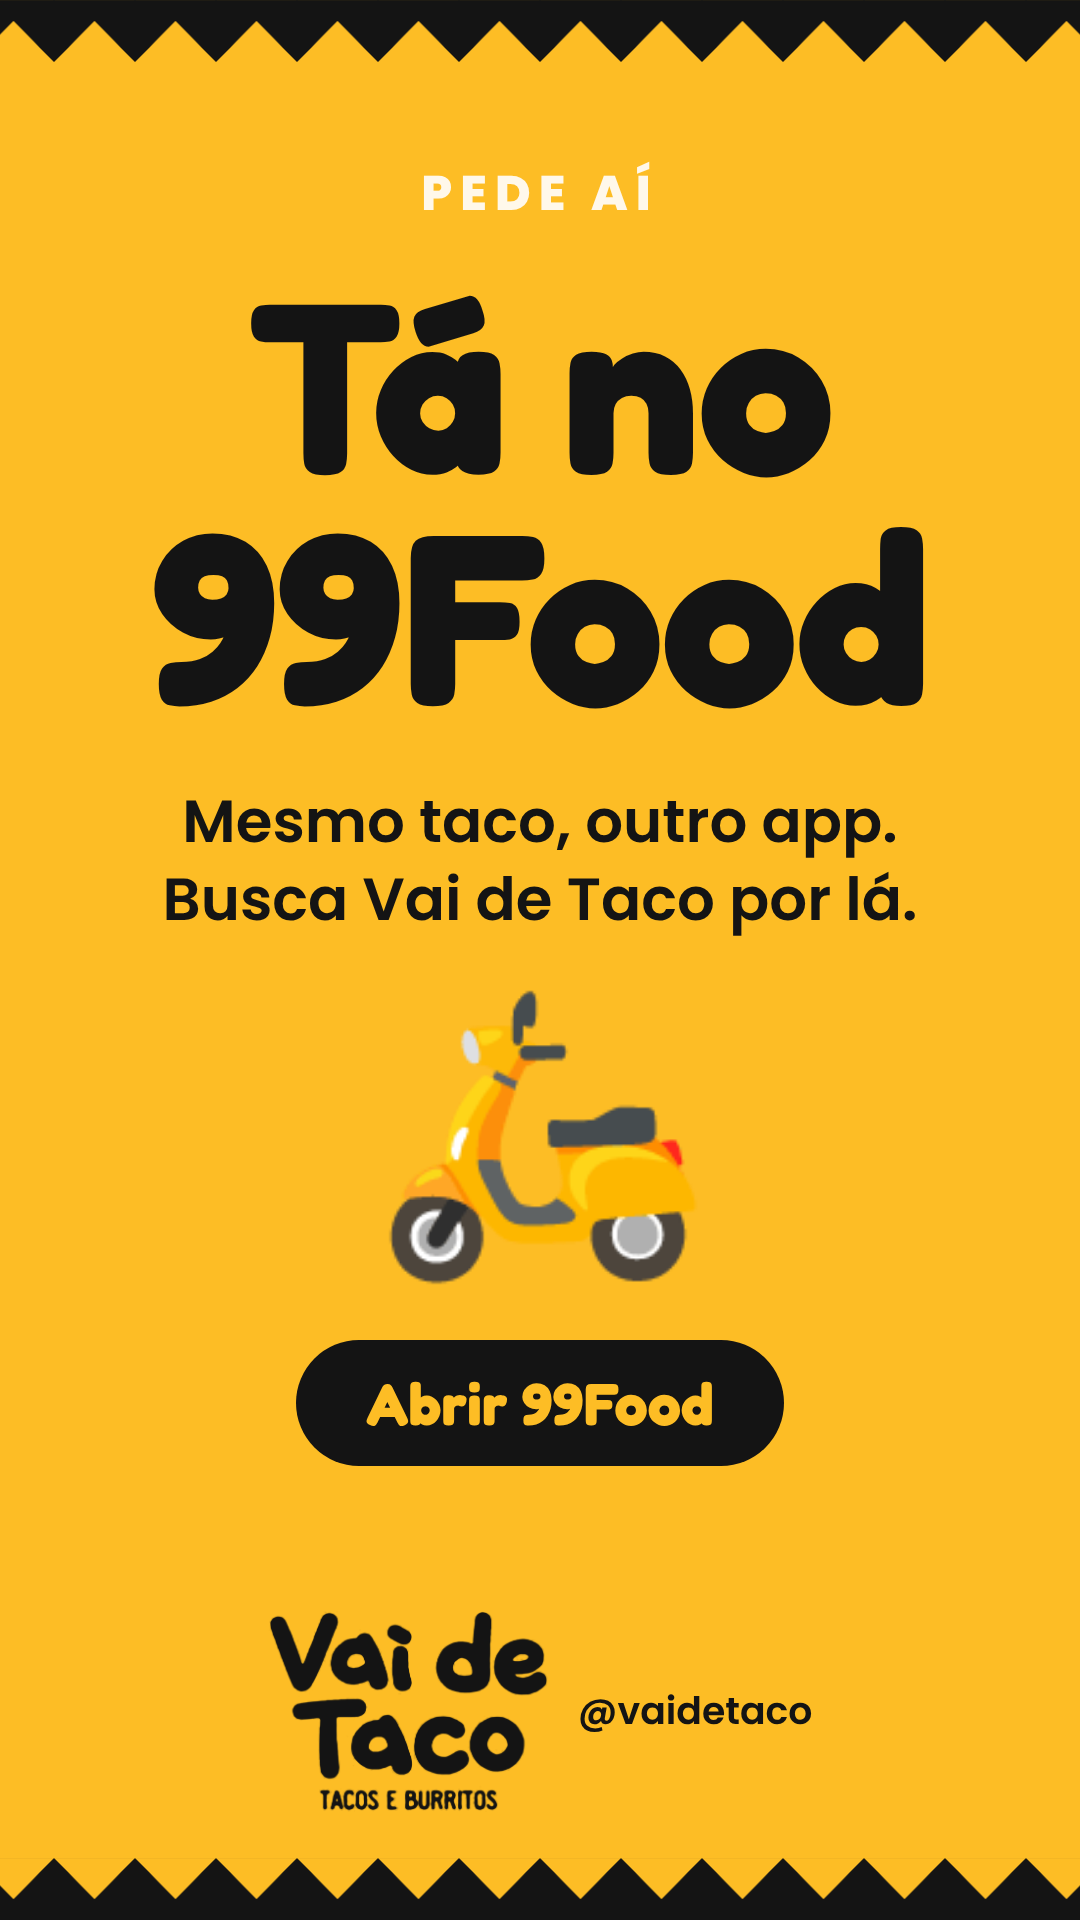 PEDE AÍ
Tá no
99Food
Mesmo taco, outro app.
Busca Vai de Taco por lá.
Abrir 99Food
Vai de
Taco
TACOS E BURRITOS
@vaidetaco